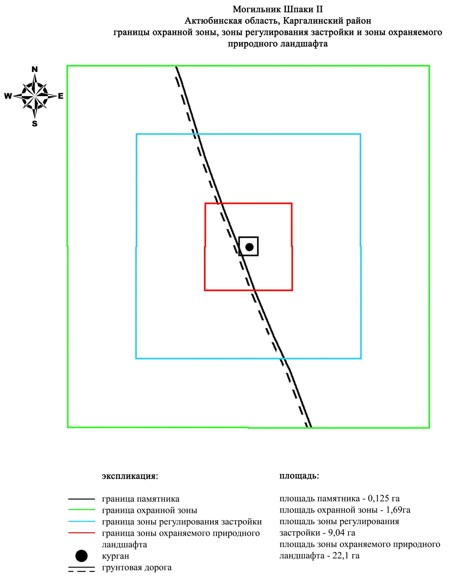 Могильник Шпаки II
Актюбинская область, Каргалинский район
границы охранной зоны, зоны регулирования застройки и зоны охраняемого
природного ландшафта
N
W E
S
экспликация:
граница памятника
граница охранной зоны
граница зоны регулирования застройки
граница зоны охраняемого природного
ландшафта
курган
грунтовая дорога
площадь:
площадь памятника - 0,125 га
площадь охранной зоны - 1,69га
площадь зоны регулирования
застройки - 9,04 га
площадь зоны охраняемого природного
ландшафта - 22,1 га